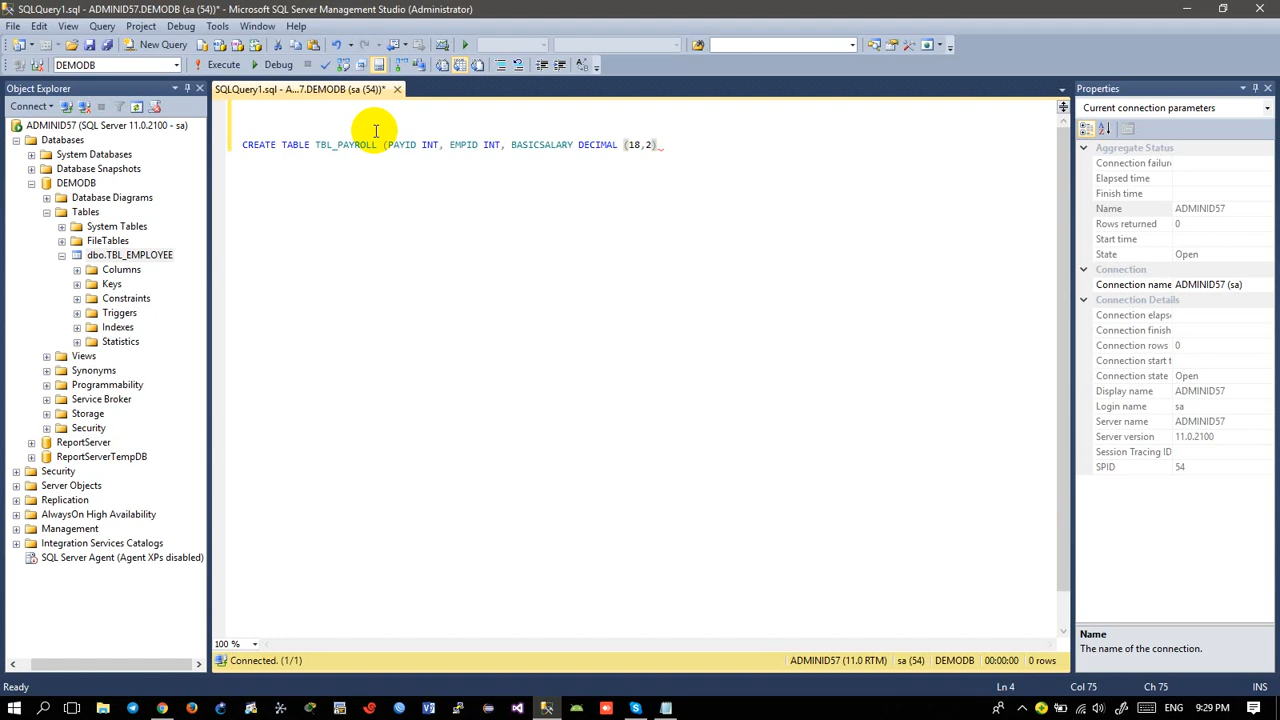 SQLQuery1.sql - ADMINID57.DEMODB (sa (54))* - Microsoft SQL Server Management Studio (Administrator)
File Edit View Query Project Debug Tools Window Help
New Query
DEMODB
Execute
Debug
Object Explorer
Connect
ADMINID57 (SQL Server 11.0.2100 - sa)
Databases
System Databases
Database Snapshots
DEMODB
Database Diagrams
Tables
System Tables
FileTables
dbo.TBL_EMPLOYEE
Columns
Keys
Constraints
Triggers
Indexes
Statistics
Views
Synonyms
Programmability
Service Broker
Storage
Security
ReportServer
ReportServerTempDB
Security
Server Objects
Replication
AlwaysOn High Availability
Management
Integration Services Catalogs
SQL Server Agent (Agent XPs disabled)
SQLQuery1.sql - A...7.DEMODB (sa (54))*
CREATE TABLE TBL_PAYROLL (PAYID INT, EMPID INT, BASICSALARY DECIMAL (18,2)
100 %
Connected. (1/1)
ADMINID57 (11.0 RTM) sa (54) DEMODB 00:00:00 0 rows
Properties
Current connection parameters
Aggregate Status
Connection failure
Elapsed time
Finish time
Name ADMINID57
Rows returned 0
Start time
State Open
Connection
Connection name ADMINID57 (sa)
Connection Details
Connection elapse
Connection finish
Connection rows 0
Connection start t
Connection state Open
Display name ADMINID57
Login name sa
Server name ADMINID57
Server version 11.0.2100
Session Tracing ID
SPID 54
Name
The name of the connection.
Ready
Ln 4 Col 75 Ch 75 INS
ENG 9:29 PM